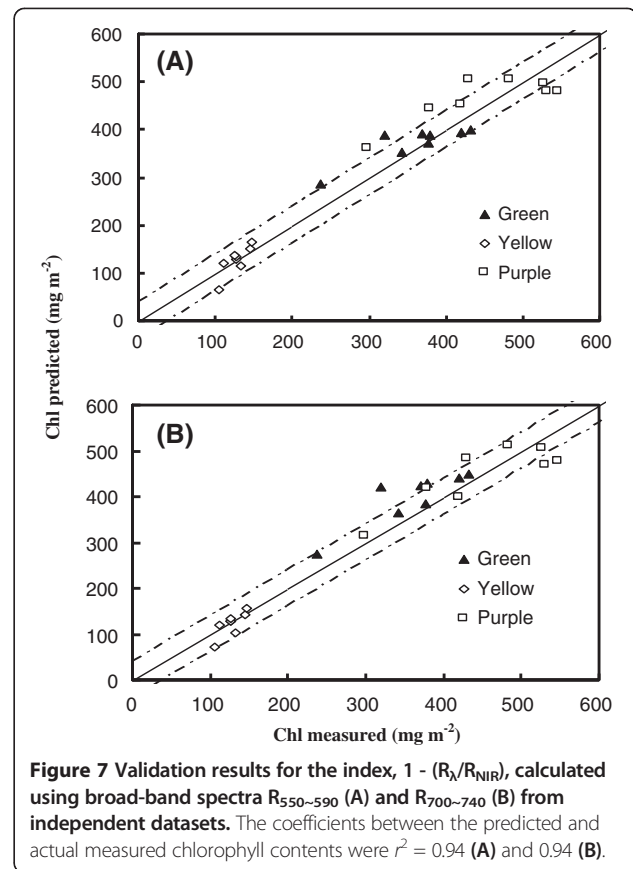 600
(A)
500
400
300
Green
200
Yellow
100
Purple
0
0 100 200 300 400 500 600
Chl predicted (mg m⁻²)
600
(B)
500
400
300
Green
200
Yellow
100
Purple
0
0 100 200 300 400 500 600
Chl measured (mg m⁻²)
Figure 7 Validation results for the index, 1 - (Rλ/RNIR), calculated
using broad-band spectra R550~590 (A) and R700~740 (B) from
independent datasets. The coefficients between the predicted and
actual measured chlorophyll contents were r² = 0.94 (A) and 0.94 (B).